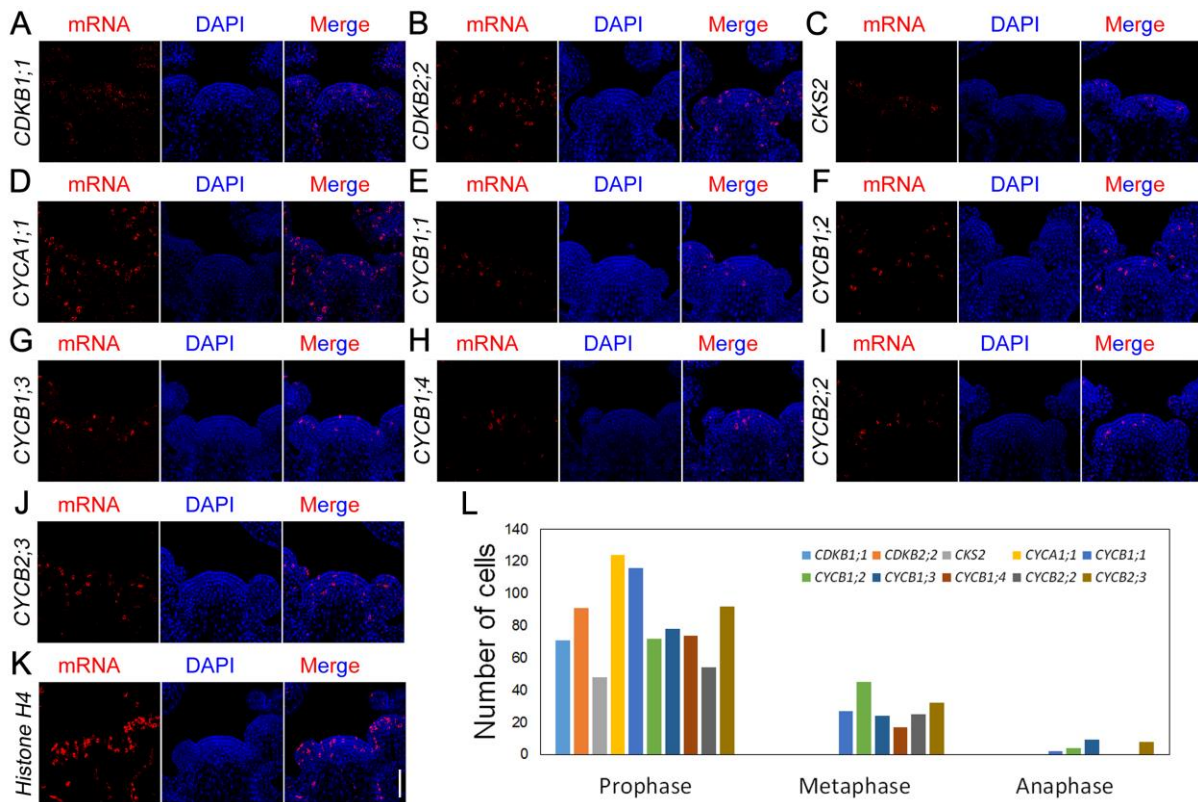 A mRNA DAPI Merge
CDKB1;1
B mRNA DAPI Merge
CDKB2;2
C mRNA DAPI Merge
CKS2
D mRNA DAPI Merge
CYCA1;1
E mRNA DAPI Merge
CYCB1;1
F mRNA DAPI Merge
CYCB1;2
G mRNA DAPI Merge
CYCB1;3
H mRNA DAPI Merge
CYCB1;4
I mRNA DAPI Merge
CYCB2;2
J mRNA DAPI Merge
CYCB2;3
K mRNA DAPI Merge
Histone H4
L
Number of cells
140
120
100
80
60
40
20
0
CDKB1;1 CDKB2;2 CKS2 CYCA1;1 CYCB1;1
CYCB1;2 CYCB1;3 CYCB1;4 CYCB2;2 CYCB2;3
Prophase Metaphase Anaphase